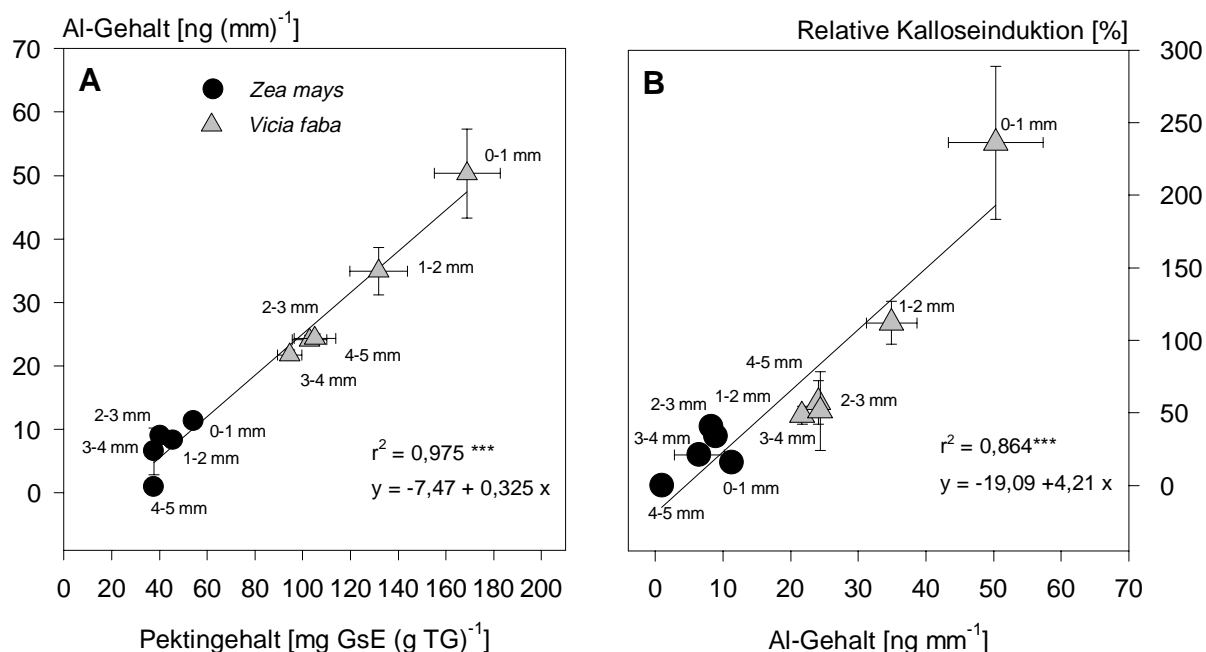 Al-Gehalt [ng (mm)⁻¹]
70
60
50
40
30
20
10
0
A
Zea mays
Vicia faba
0-1 mm
1-2 mm
2-3 mm
4-5 mm
3-4 mm
2-3 mm
3-4 mm
0-1 mm
1-2 mm
4-5 mm
r² = 0,975 ***
y = -7,47 + 0,325 x
0 20 40 60 80 100 120 140 160 180 200
Pektingehalt [mg GsE (g TG)⁻¹]
Relative Kalloseinduktion [%]
B
300
250
200
150
100
50
0
0-1 mm
1-2 mm
4-5 mm
1-2 mm
2-3 mm
2-3 mm
3-4 mm
3-4 mm
0-1 mm
4-5 mm
r² = 0,864***
y = -19,09 +4,21 x
0 10 20 30 40 50 60 70
Al-Gehalt [ng mm⁻¹]